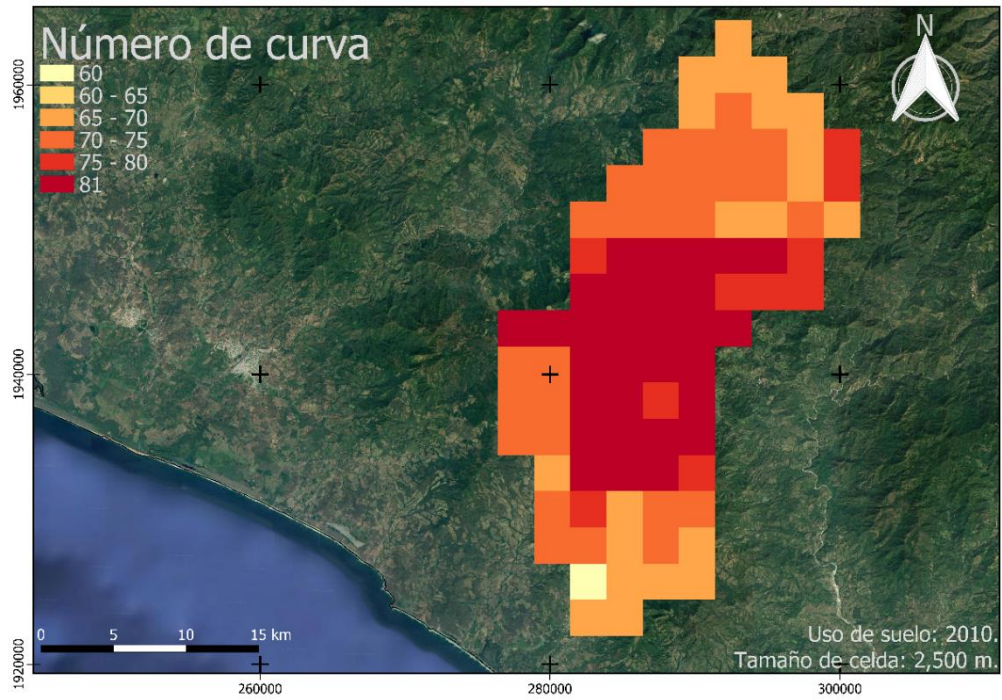 Número de curva
60
60 - 65
65 - 70
70 - 75
75 - 80
81
N
1960000
1940000
1920000
0 5 10 15 km
Uso de suelo: 2010.
Tamaño de celda: 2,500 m.
260000 280000 300000